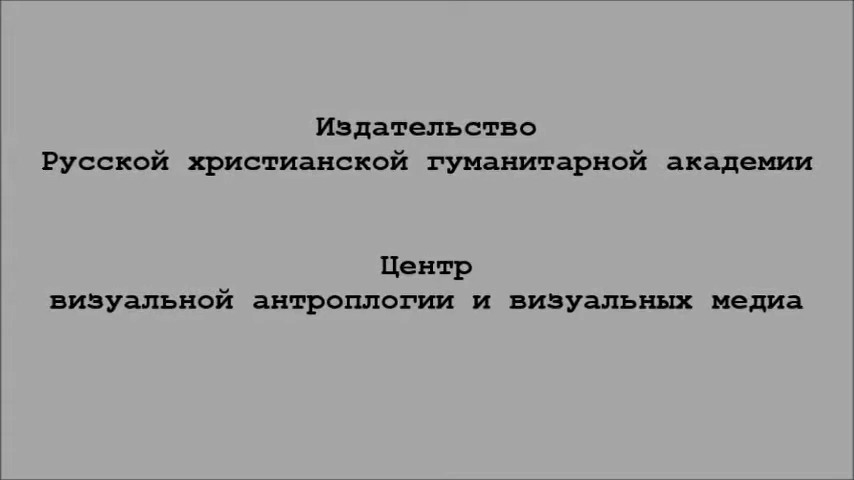 Издательство
Русской христианской гуманитарной академии
Центр
визуальной антроплогии и визуальных медиа